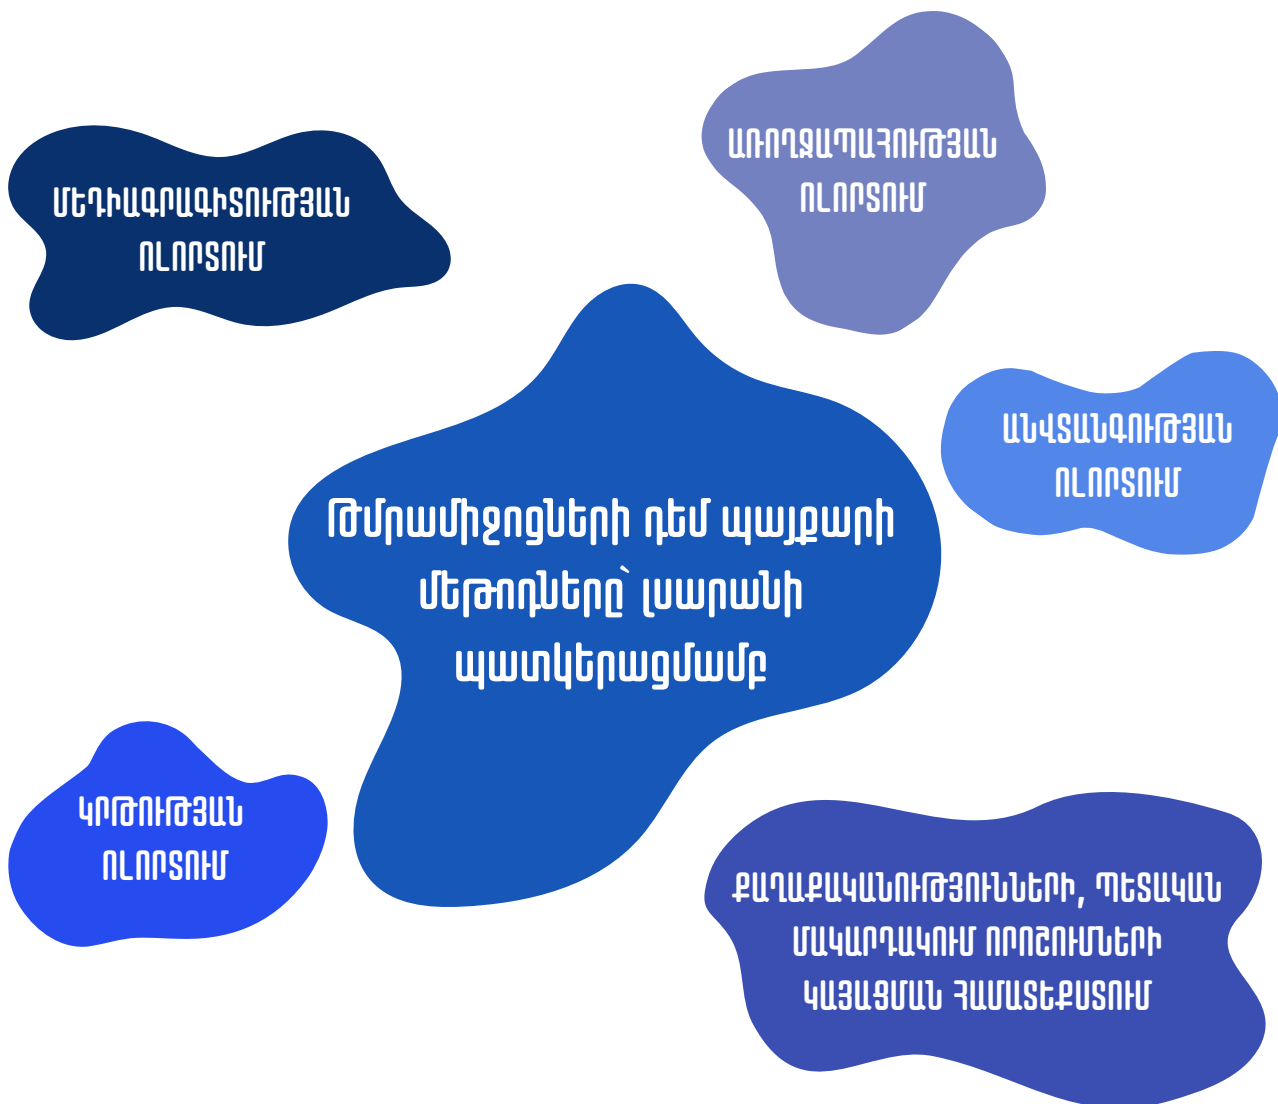 ԱՌՈՂՋԱՊԱՀՈՒԹՅԱՆ
ՈԼՈՐՏՈՒՄ
ՄԵԴԻԱԳՐԱԳԻՏՈՒԹՅԱՆ
ՈԼՈՐՏՈՒՄ
ԱՆՎՏԱՆԳՈՒԹՅԱՆ
ՈԼՈՐՏՈՒՄ
Թմրամիջոցների դեմ պայքարի
մեթոդները՝ լսարանի
պատկերացմամբ
ԿՐԹՈՒԹՅԱՆ
ՈԼՈՐՏՈՒՄ
ՔԱՂԱՔԱԿԱՆՈՒԹՅՈՒՆՆԵՐԻ, ՊԵՏԱԿԱՆ
ՄԱԿԱՐԴԱԿՈՒՄ ՈՐՈՇՈՒՄՆԵՐԻ
ԿԱՅԱՑՄԱՆ ՀԱՄԱՏԵՔՍՏՈՒՄ